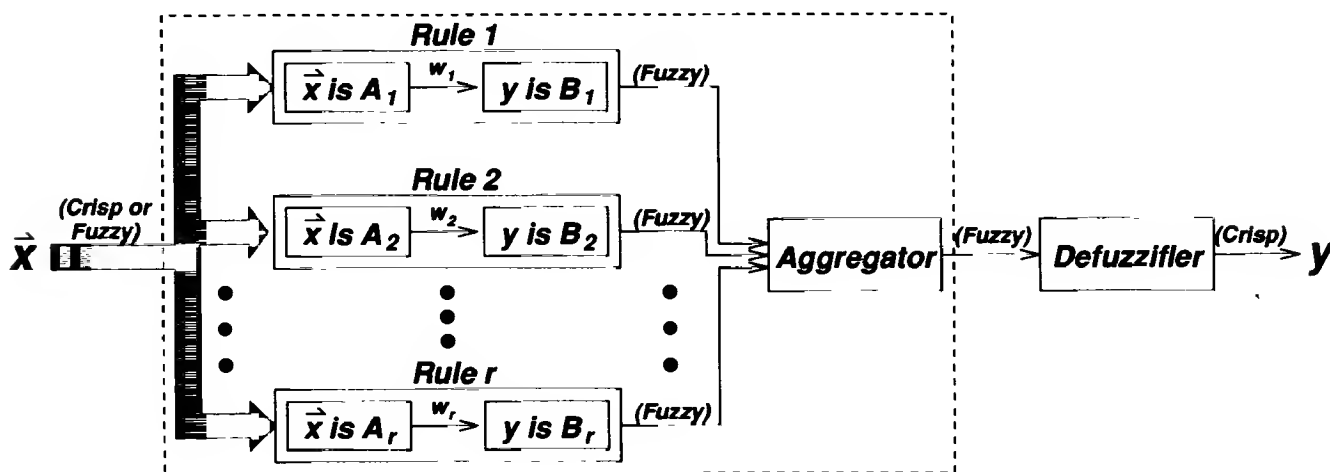 Rule 1
x⃗ is A₁ w₁ y is B₁ (Fuzzy)
Rule 2
(Crisp or
Fuzzy)
x⃗ is A₂ w₂ y is B₂ (Fuzzy)
x⃗
Aggregator (Fuzzy) Defuzzifler (Crisp) y
Rule r
x⃗ is Aᵣ wᵣ y is Bᵣ (Fuzzy)